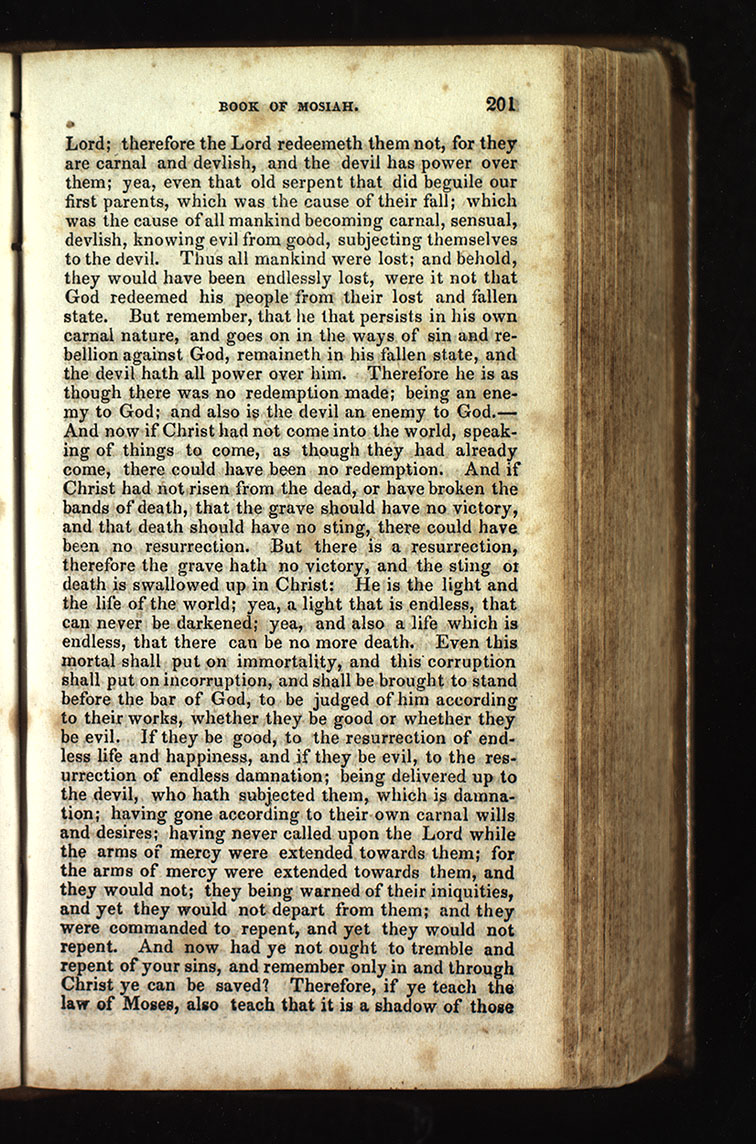 BOOK OF MOSIAH. 201
Lord; therefore the Lord redeemeth them not, for they
are carnal and devlish, and the devil has power over
them; yea, even that old serpent that did beguile our
first parents, which was the cause of their fall; which
was the cause of all mankind becoming carnal, sensual,
devlish, knowing evil from good, subjecting themselves
to the devil. Thus all mankind were lost; and behold,
they would have been endlessly lost, were it not that
God redeemed his people from their lost and fallen
state. But remember, that he that persists in his own
carnal nature, and goes on in the ways of sin and re-
bellion against God, remaineth in his fallen state, and
the devil hath all power over him. Therefore he is as
though there was no redemption made; being an ene-
my to God; and also is the devil an enemy to God.—
And now if Christ had not come into the world, speak-
ing of things to come, as though they had already
come, there could have been no redemption. And if
Christ had not risen from the dead, or have broken the
bands of death, that the grave should have no victory,
and that death should have no sting, there could have
been no resurrection. But there is a resurrection,
therefore the grave hath no victory, and the sting of
death is swallowed up in Christ: He is the light and
the life of the world; yea, a light that is endless, that
can never be darkened; yea, and also a life which is
endless, that there can be no more death. Even this
mortal shall put on immortality, and this corruption
shall put on incorruption, and shall be brought to stand
before the bar of God, to be judged of him according
to their works, whether they be good or whether they
be evil. If they be good, to the resurrection of end-
less life and happiness, and if they be evil, to the res-
urrection of endless damnation; being delivered up to
the devil, who hath subjected them, which is damna-
tion; having gone according to their own carnal wills
and desires; having never called upon the Lord while
the arms of mercy were extended towards them; for
the arms of mercy were extended towards them, and
they would not; they being warned of their iniquities,
and yet they would not depart from them; and they
were commanded to repent, and yet they would not
repent. And now had ye not ought to tremble and
repent of your sins, and remember only in and through
Christ ye can be saved? Therefore, if ye teach the
law of Moses, also teach that it is a shadow of those